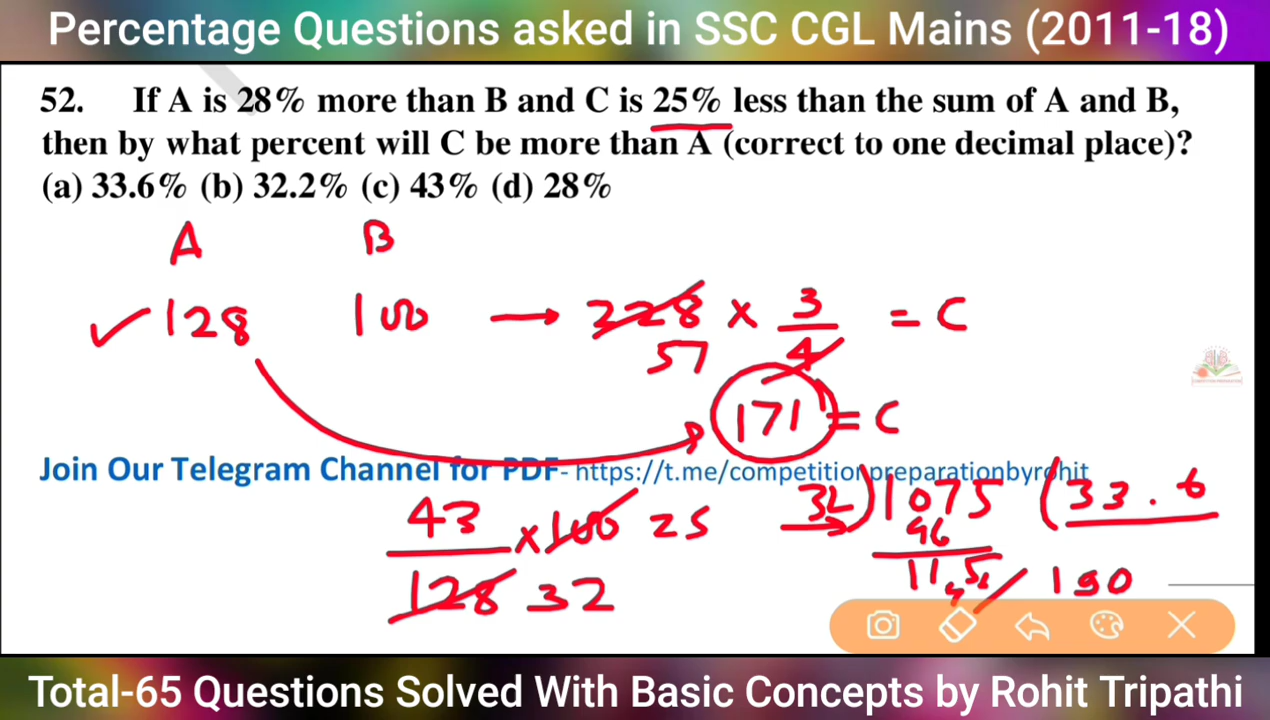 Percentage Questions asked in SSC CGL Mains (2011-18)
52. If A is 28% more than B and C is 25% less than the sum of A and B,
then by what percent will C be more than A (correct to one decimal place)?
(a) 33.6% (b) 32.2% (c) 43% (d) 28%
A B
128 100 → 228 × 3/4 = C
57
171 = C
Join Our Telegram Channel for PDF- https://t.me/competitionpreparationbyrohit
43/128 × 100 25
32
32)1075(33.6
96
115
190
Total-65 Questions Solved With Basic Concepts by Rohit Tripathi